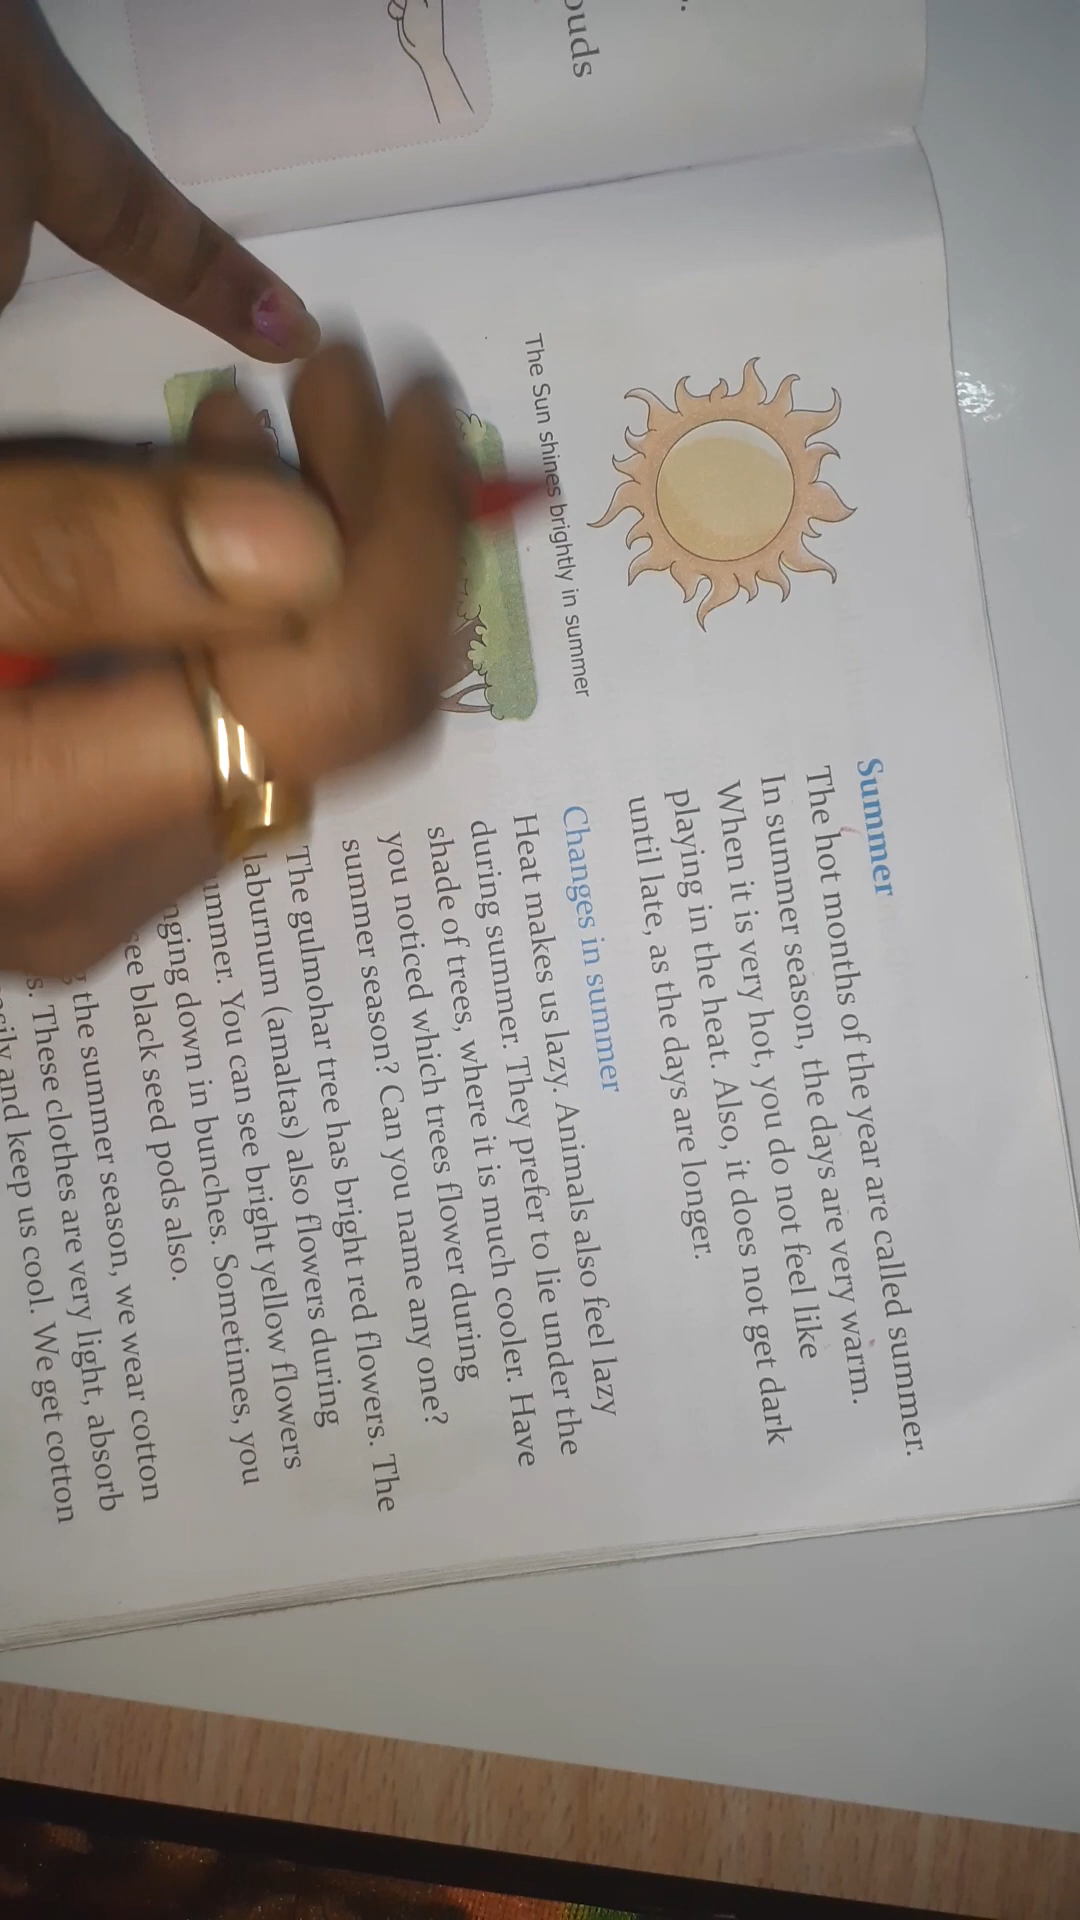 ouds
Summer
The hot months of the year are called summer.
In summer season, the days are very warm.
When it is very hot, you do not feel like
playing in the heat. Also, it does not get dark
until late, as the days are longer.
The Sun shines brightly in summer
Changes in summer
Heat makes us lazy. Animals also feel lazy
during summer. They prefer to lie under the
shade of trees, where it is much cooler. Have
you noticed which trees flower during
summer season? Can you name any one?
The gulmohar tree has bright red flowers. The
laburnum (amaltas) also flowers during
ummer. You can see bright yellow flowers
nging down in bunches. Sometimes, you
see black seed pods also.
the summer season, we wear cotton
s. These clothes are very light, absorb
and keep us cool. We get cotton